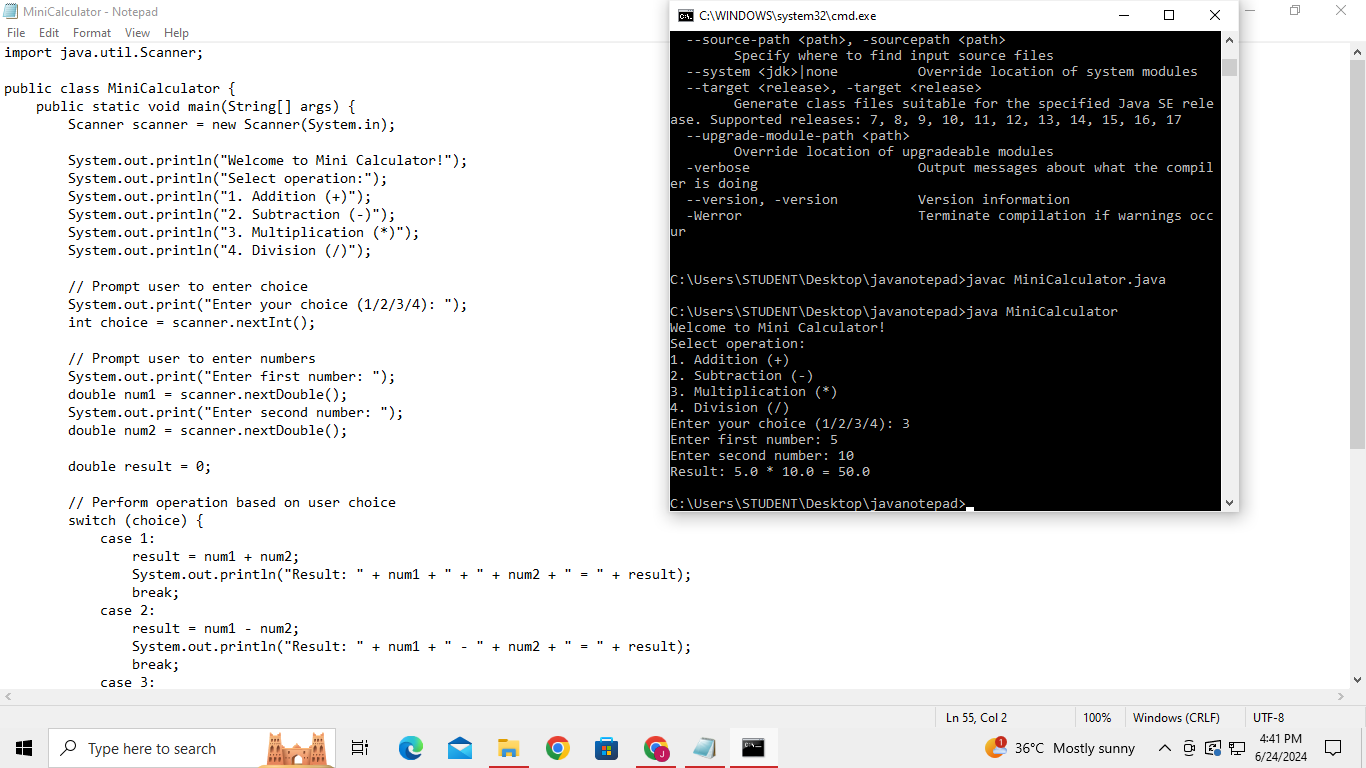 MiniCalculator - Notepad
File Edit Format View Help
import java.util.Scanner;
public class MiniCalculator {
public static void main(String[] args) {
Scanner scanner = new Scanner(System.in);
System.out.println("Welcome to Mini Calculator!");
System.out.println("Select operation:");
System.out.println("1. Addition (+)");
System.out.println("2. Subtraction (-)");
System.out.println("3. Multiplication (*)");
System.out.println("4. Division (/)");
// Prompt user to enter choice
System.out.print("Enter your choice (1/2/3/4): ");
int choice = scanner.nextInt();
// Prompt user to enter numbers
System.out.print("Enter first number: ");
double num1 = scanner.nextDouble();
System.out.print("Enter second number: ");
double num2 = scanner.nextDouble();
double result = 0;
// Perform operation based on user choice
switch (choice) {
case 1:
result = num1 + num2;
System.out.println("Result: " + num1 + " + " + num2 + " = " + result);
break;
case 2:
result = num1 - num2;
System.out.println("Result: " + num1 + " - " + num2 + " = " + result);
break;
case 3:
C:\WINDOWS\system32\cmd.exe
--source-path <path>, -sourcepath <path>
Specify where to find input source files
--system <jdk>|none Override location of system modules
--target <release>, -target <release>
Generate class files suitable for the specified Java SE rele
ase. Supported releases: 7, 8, 9, 10, 11, 12, 13, 14, 15, 16, 17
--upgrade-module-path <path>
Override location of upgradeable modules
-verbose Output messages about what the compil
er is doing
--version, -version Version information
-Werror Terminate compilation if warnings occ
ur
C:\Users\STUDENT\Desktop\javanotepad>javac MiniCalculator.java
C:\Users\STUDENT\Desktop\javanotepad>java MiniCalculator
Welcome to Mini Calculator!
Select operation:
1. Addition (+)
2. Subtraction (-)
3. Multiplication (*)
4. Division (/)
Enter your choice (1/2/3/4): 3
Enter first number: 5
Enter second number: 10
Result: 5.0 * 10.0 = 50.0
C:\Users\STUDENT\Desktop\javanotepad>
Ln 55, Col 2 100% Windows (CRLF) UTF-8
Type here to search
J
1
36°C Mostly sunny
4:41 PM
6/24/2024